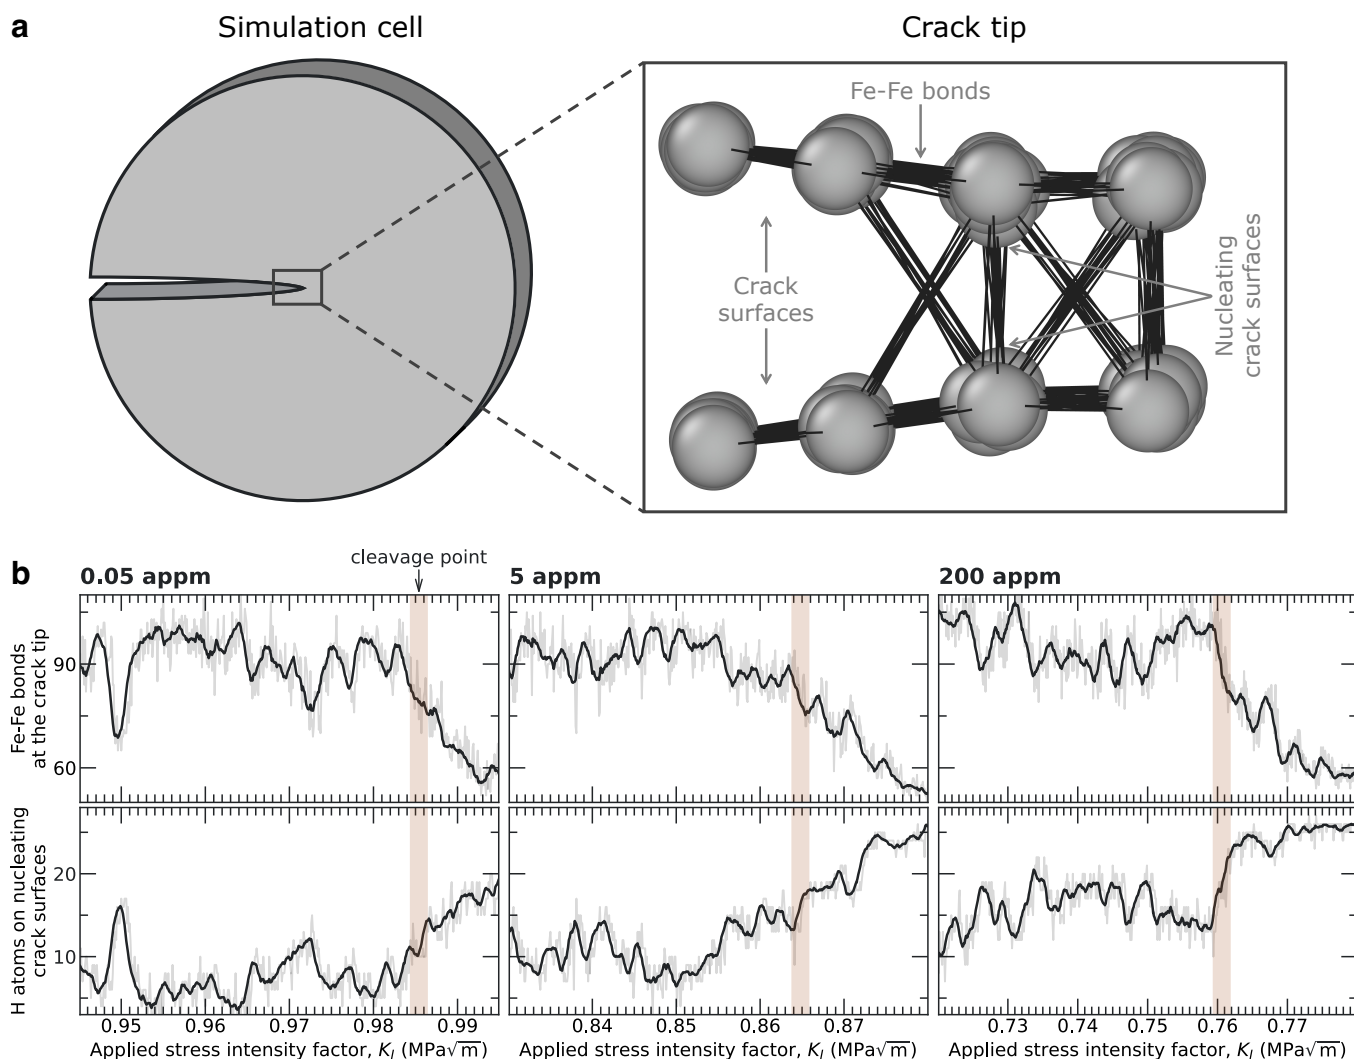 a
Simulation cell
Crack tip
Fe-Fe bonds
Crack
surfaces
Nucleating
crack surfaces
b
cleavage point
0.05 appm
5 appm
200 appm
Fe-Fe bonds
at the crack tip
90
60
H atoms on nucleating
crack surfaces
20
10
0.95 0.96 0.97 0.98 0.99
0.84 0.85 0.86 0.87
0.73 0.74 0.75 0.76 0.77
Applied stress intensity factor, K_I (MPa√m)
Applied stress intensity factor, K_I (MPa√m)
Applied stress intensity factor, K_I (MPa√m)